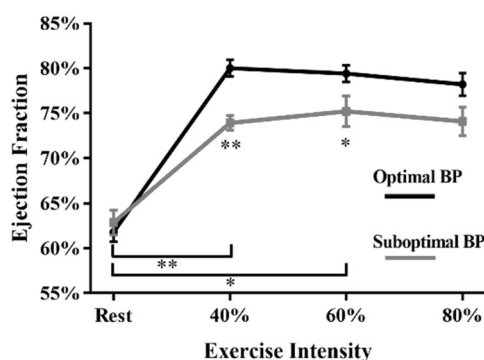 85%
80%
75%
70%
65%
60%
55%
Ejection Fraction
** *
Optimal BP
Suboptimal BP
**
*
Rest 40% 60% 80%
Exercise Intensity